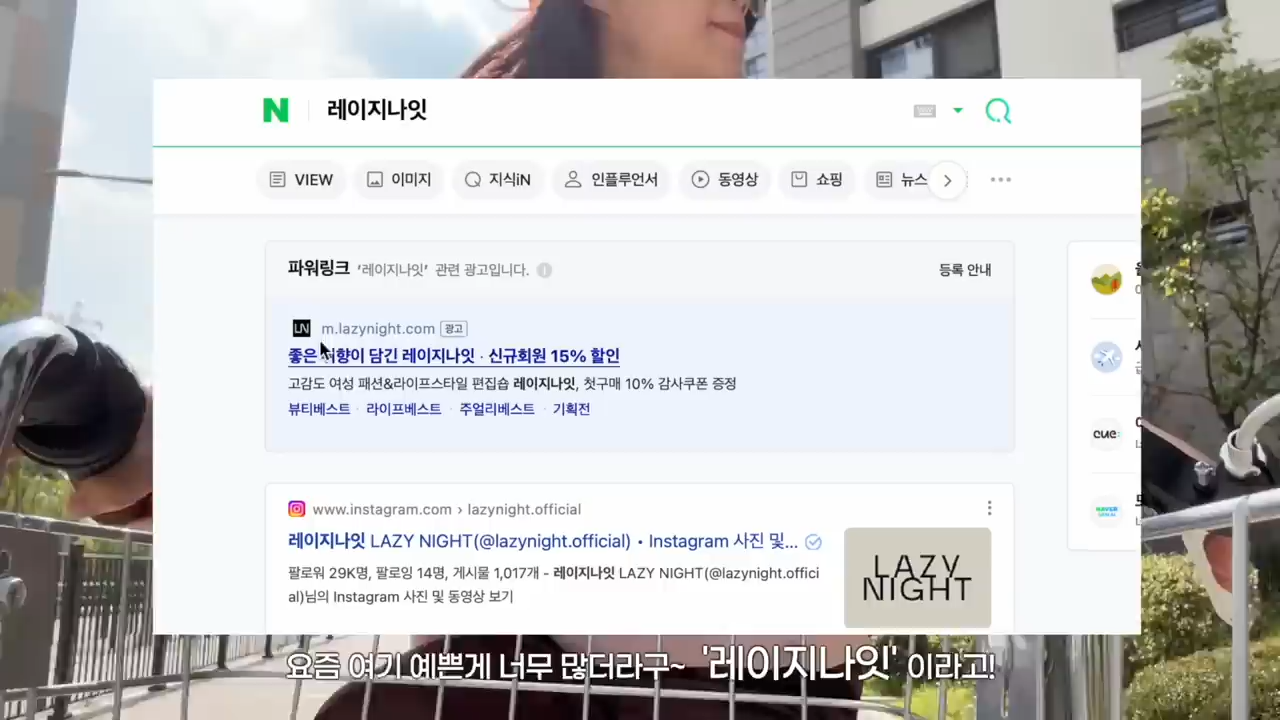 N 레이지나잇
VIEW 이미지 지식iN 인플루언서 동영상 쇼핑 뉴스
파워링크 '레이지나잇' 관련 광고입니다. 등록 안내
LN m.lazynight.com 광고
좋은 취향이 담긴 레이지나잇 · 신규회원 15% 할인
고감도 여성 패션&라이프스타일 편집숍 레이지나잇, 첫구매 10% 감사쿠폰 증정
뷰티베스트 · 라이프베스트 · 주얼리베스트 · 기획전
cue:
NAVER
www.instagram.com › lazynight.official
레이지나잇 LAZY NIGHT(@lazynight.official) • Instagram 사진 및...
팔로워 29K명, 팔로잉 14명, 게시물 1,017개 - 레이지나잇 LAZY NIGHT(@lazynight.offici
al)님의 Instagram 사진 및 동영상 보기
LAZY
NIGHT
요즘 여기 예쁜게 너무 많더라구~ '레이지나잇' 이라고!